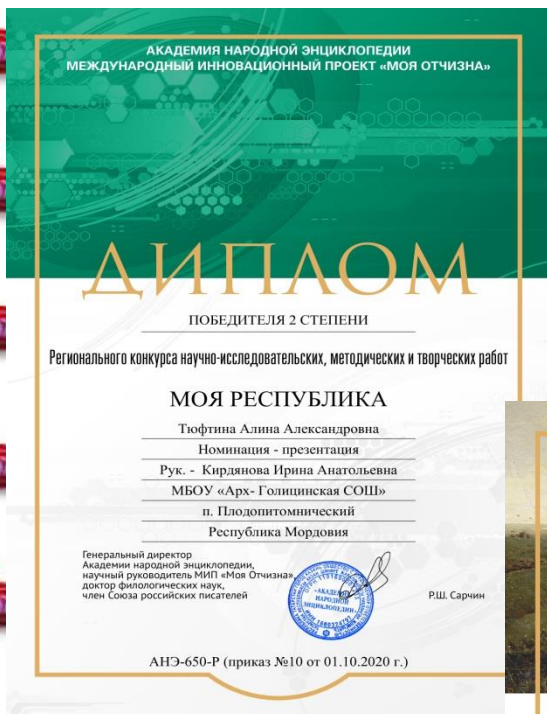 АКАДЕМИЯ НАРОДНОЙ ЭНЦИКЛОПЕДИИ
МЕЖДУНАРОДНЫЙ ИННОВАЦИОННЫЙ ПРОЕКТ «МОЯ ОТЧИЗНА»
ДИПЛОМ
ПОБЕДИТЕЛЯ 2 СТЕПЕНИ
Регионального конкурса научно-исследовательских, методических и творческих работ
МОЯ РЕСПУБЛИКА
Тюфтина Алина Александровна
Номинация - презентация
Рук. - Кирдянова Ирина Анатольевна
МБОУ «Арх- Голицинская СОШ»
п. Плодопитомнический
Республика Мордовия
Генеральный директор
Академии народной энциклопедии,
научный руководитель МИП «Моя Отчизна»,
доктор филологических наук,
член Союза российских писателей
«АКАДЕМИЯ
НАРОДНОЙ
ЭНЦИКЛОПЕДИИ»
Р.Ш. Сарчин
АНЭ-650-Р (приказ №10 от 01.10.2020 г.)